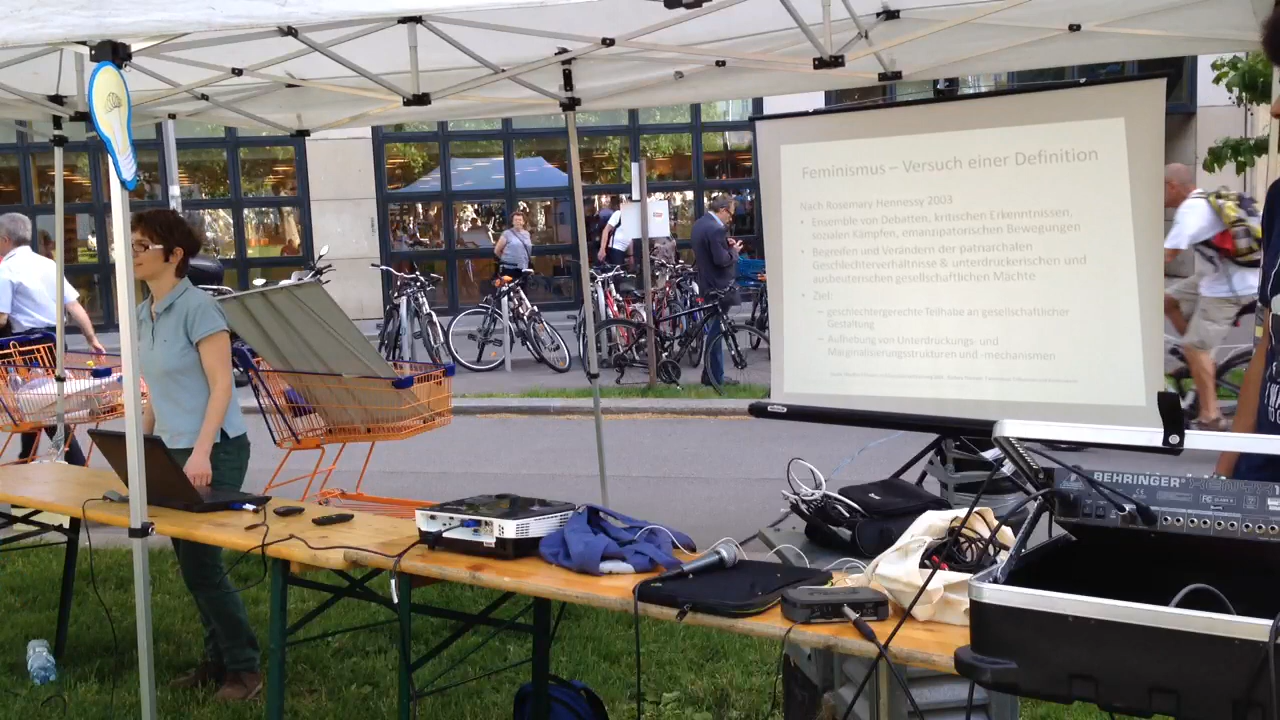 Feminismus – Versuch einer Definition
Nach Rosemary Hennessy 2003
• Ensemble von Debatten, kritischen Erkenntnissen,
sozialen Kämpfen, emanzipatorischen Bewegungen
• Begreifen und Verändern der patriarchalen
Geschlechterverhältnisse & unterdrückerischen und
ausbeuterischen gesellschaftlichen Mächte
• Ziel:
– geschlechtergerechte Teilhabe an gesellschaftlicher
Gestaltung
– Aufhebung von Unterdrückungs- und
Marginalisierungsstrukturen und -mechanismen
BEHRINGER XENYX